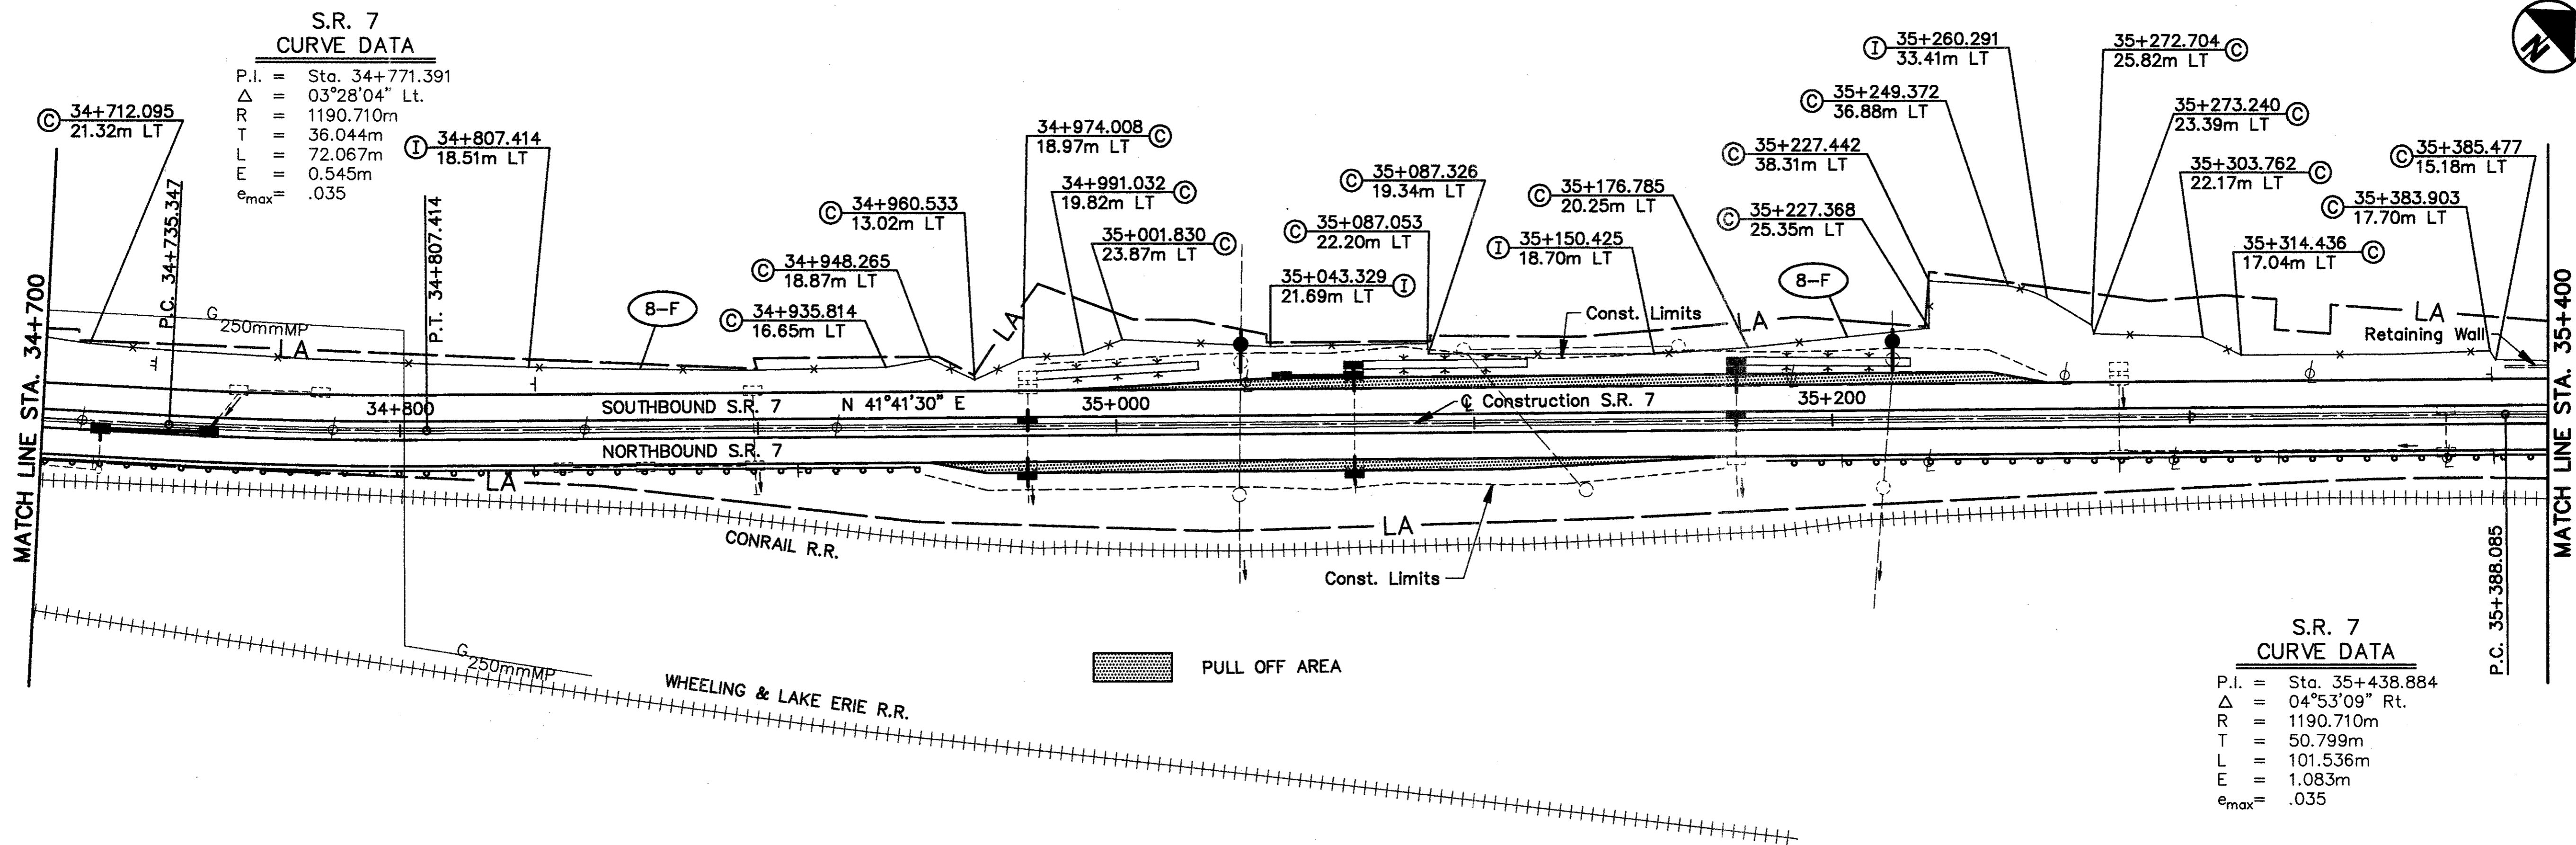 S.R. 7
CURVE DATA
P.I. = Sta. 34+771.391
Δ = 03°28'04" Lt.
R = 1190.710m
T = 36.044m
L = 72.067m
E = 0.545m
emax= .035
N
MATCH LINE STA. 34+700
Ⓒ 34+712.095
21.32m LT
P.C. 34+735.347
Ⓘ 34+807.414
18.51m LT
P.T. 34+807.414
8-F
Ⓒ 34+935.814
16.65m LT
Ⓒ 34+948.265
18.87m LT
Ⓒ 34+960.533
13.02m LT
34+974.008 Ⓒ
18.97m LT
34+991.032 Ⓒ
19.82m LT
35+001.830 Ⓒ
23.87m LT
35+043.329 Ⓘ
21.69m LT
Ⓒ 35+087.053
22.20m LT
Ⓒ 35+087.326
19.34m LT
Ⓘ 35+150.425
18.70m LT
Ⓒ 35+176.785
20.25m LT
Ⓒ 35+227.368
25.35m LT
Ⓒ 35+227.442
38.31m LT
Ⓒ 35+249.372
36.88m LT
Ⓘ 35+260.291
33.41m LT
35+272.704 Ⓒ
25.82m LT
35+273.240 Ⓒ
23.39m LT
35+303.762 Ⓒ
22.17m LT
35+314.436 Ⓒ
17.04m LT
Ⓒ 35+383.903
17.70m LT
Ⓒ 35+385.477
15.18m LT
8-F
Const. Limits
Retaining Wall
G
250mmMP
LA
LA
LA
LA
34+800
SOUTHBOUND S.R. 7
N 41°41'30" E
35+000
℄ Construction S.R. 7
35+200
NORTHBOUND S.R. 7
LA
LA
CONRAIL R.R.
Const. Limits
G
250mmMP
WHEELING & LAKE ERIE R.R.
PULL OFF AREA
P.C. 35+388.085
MATCH LINE STA. 35+400
S.R. 7
CURVE DATA
P.I. = Sta. 35+438.884
Δ = 04°53'09" Rt.
R = 1190.710m
T = 50.799m
L = 101.536m
E = 1.083m
emax= .035